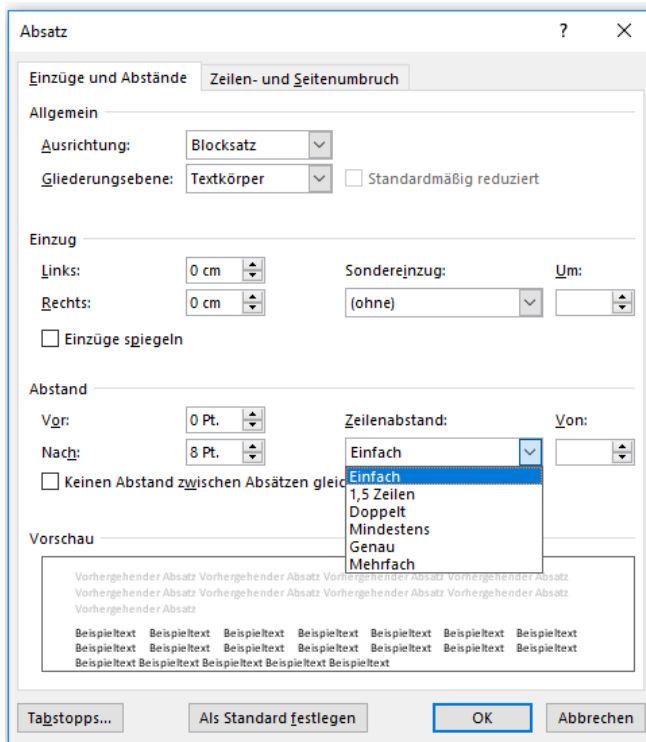 Absatz ?
Einzüge und Abstände Zeilen- und Seitenumbruch
Allgemein
Ausrichtung: Blocksatz
Gliederungsebene: Textkörper Standardmäßig reduziert
Einzug
Links: 0 cm Sondereinzug: Um:
Rechts: 0 cm (ohne)
Einzüge spiegeln
Abstand
Vor: 0 Pt. Zeilenabstand: Von:
Nach: 8 Pt. Einfach
Keinen Abstand zwischen Absätzen gleic
Einfach
1,5 Zeilen
Doppelt
Mindestens
Genau
Mehrfach
Vorschau
Vorhergehender Absatz Vorhergehender Absatz Vorhergehender Absatz Vorhergehender Absatz
Vorhergehender Absatz Vorhergehender Absatz Vorhergehender Absatz Vorhergehender Absatz
Vorhergehender Absatz
Beispieltext Beispieltext Beispieltext Beispieltext Beispieltext Beispieltext Beispieltext
Beispieltext Beispieltext Beispieltext Beispieltext Beispieltext Beispieltext Beispieltext
Beispieltext Beispieltext Beispieltext Beispieltext Beispieltext
Tabstopps... Als Standard festlegen OK Abbrechen